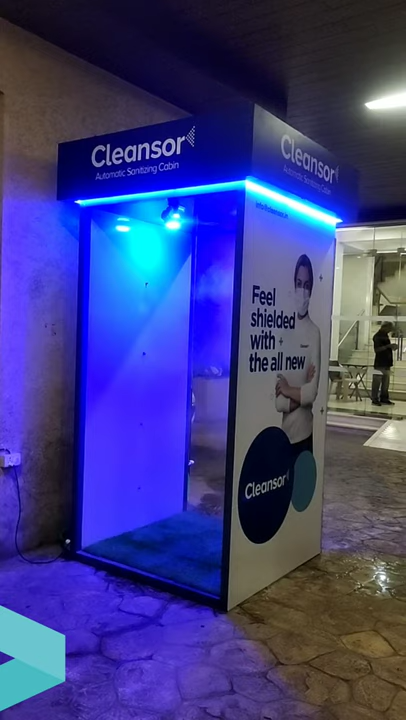 Cleansor
Automatic Sanitizing Cabin
Cleansor
Automatic Sanitizing Cabin
Feel
shielded
with +
the all new
Cleansor